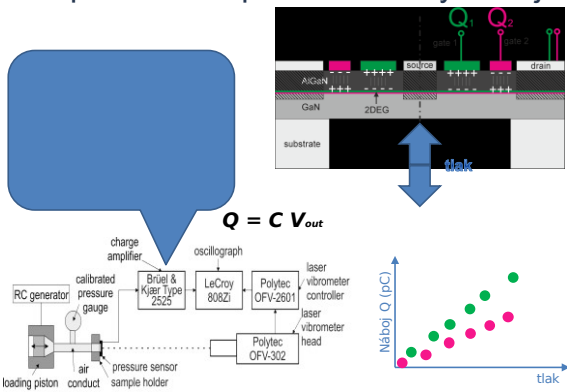 Q1
Q2
gate 1
gate 2
source
drain
++++
++++
AlGaN
+++
+++
GaN
2DEG
substrate
tlak
Q = C Vout
charge
amplifier
oscillograph
calibrated
pressure
gauge
Brüel &
Kjær Type
2525
LeCroy
808Zi
Polytec
OFV-2601
laser
vibrometer
controller
RC generator
laser
vibrometer
head
Polytec
OFV-302
air
conduct
pressure sensor
sample holder
loading piston
Náboj Q (pC)
tlak